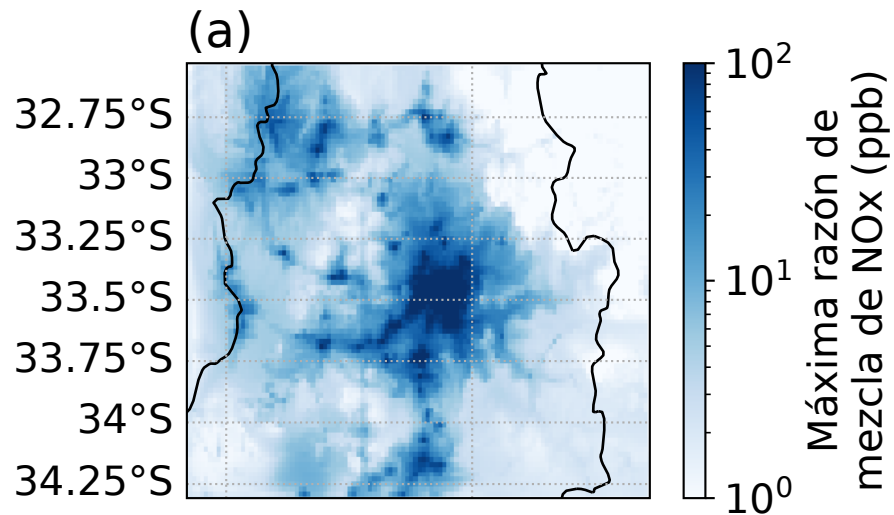 (a)
32.75°S
33°S
33.25°S
33.5°S
33.75°S
34°S
34.25°S
10²
10¹
10⁰
Máxima razón de
mezcla de NOx (ppb)